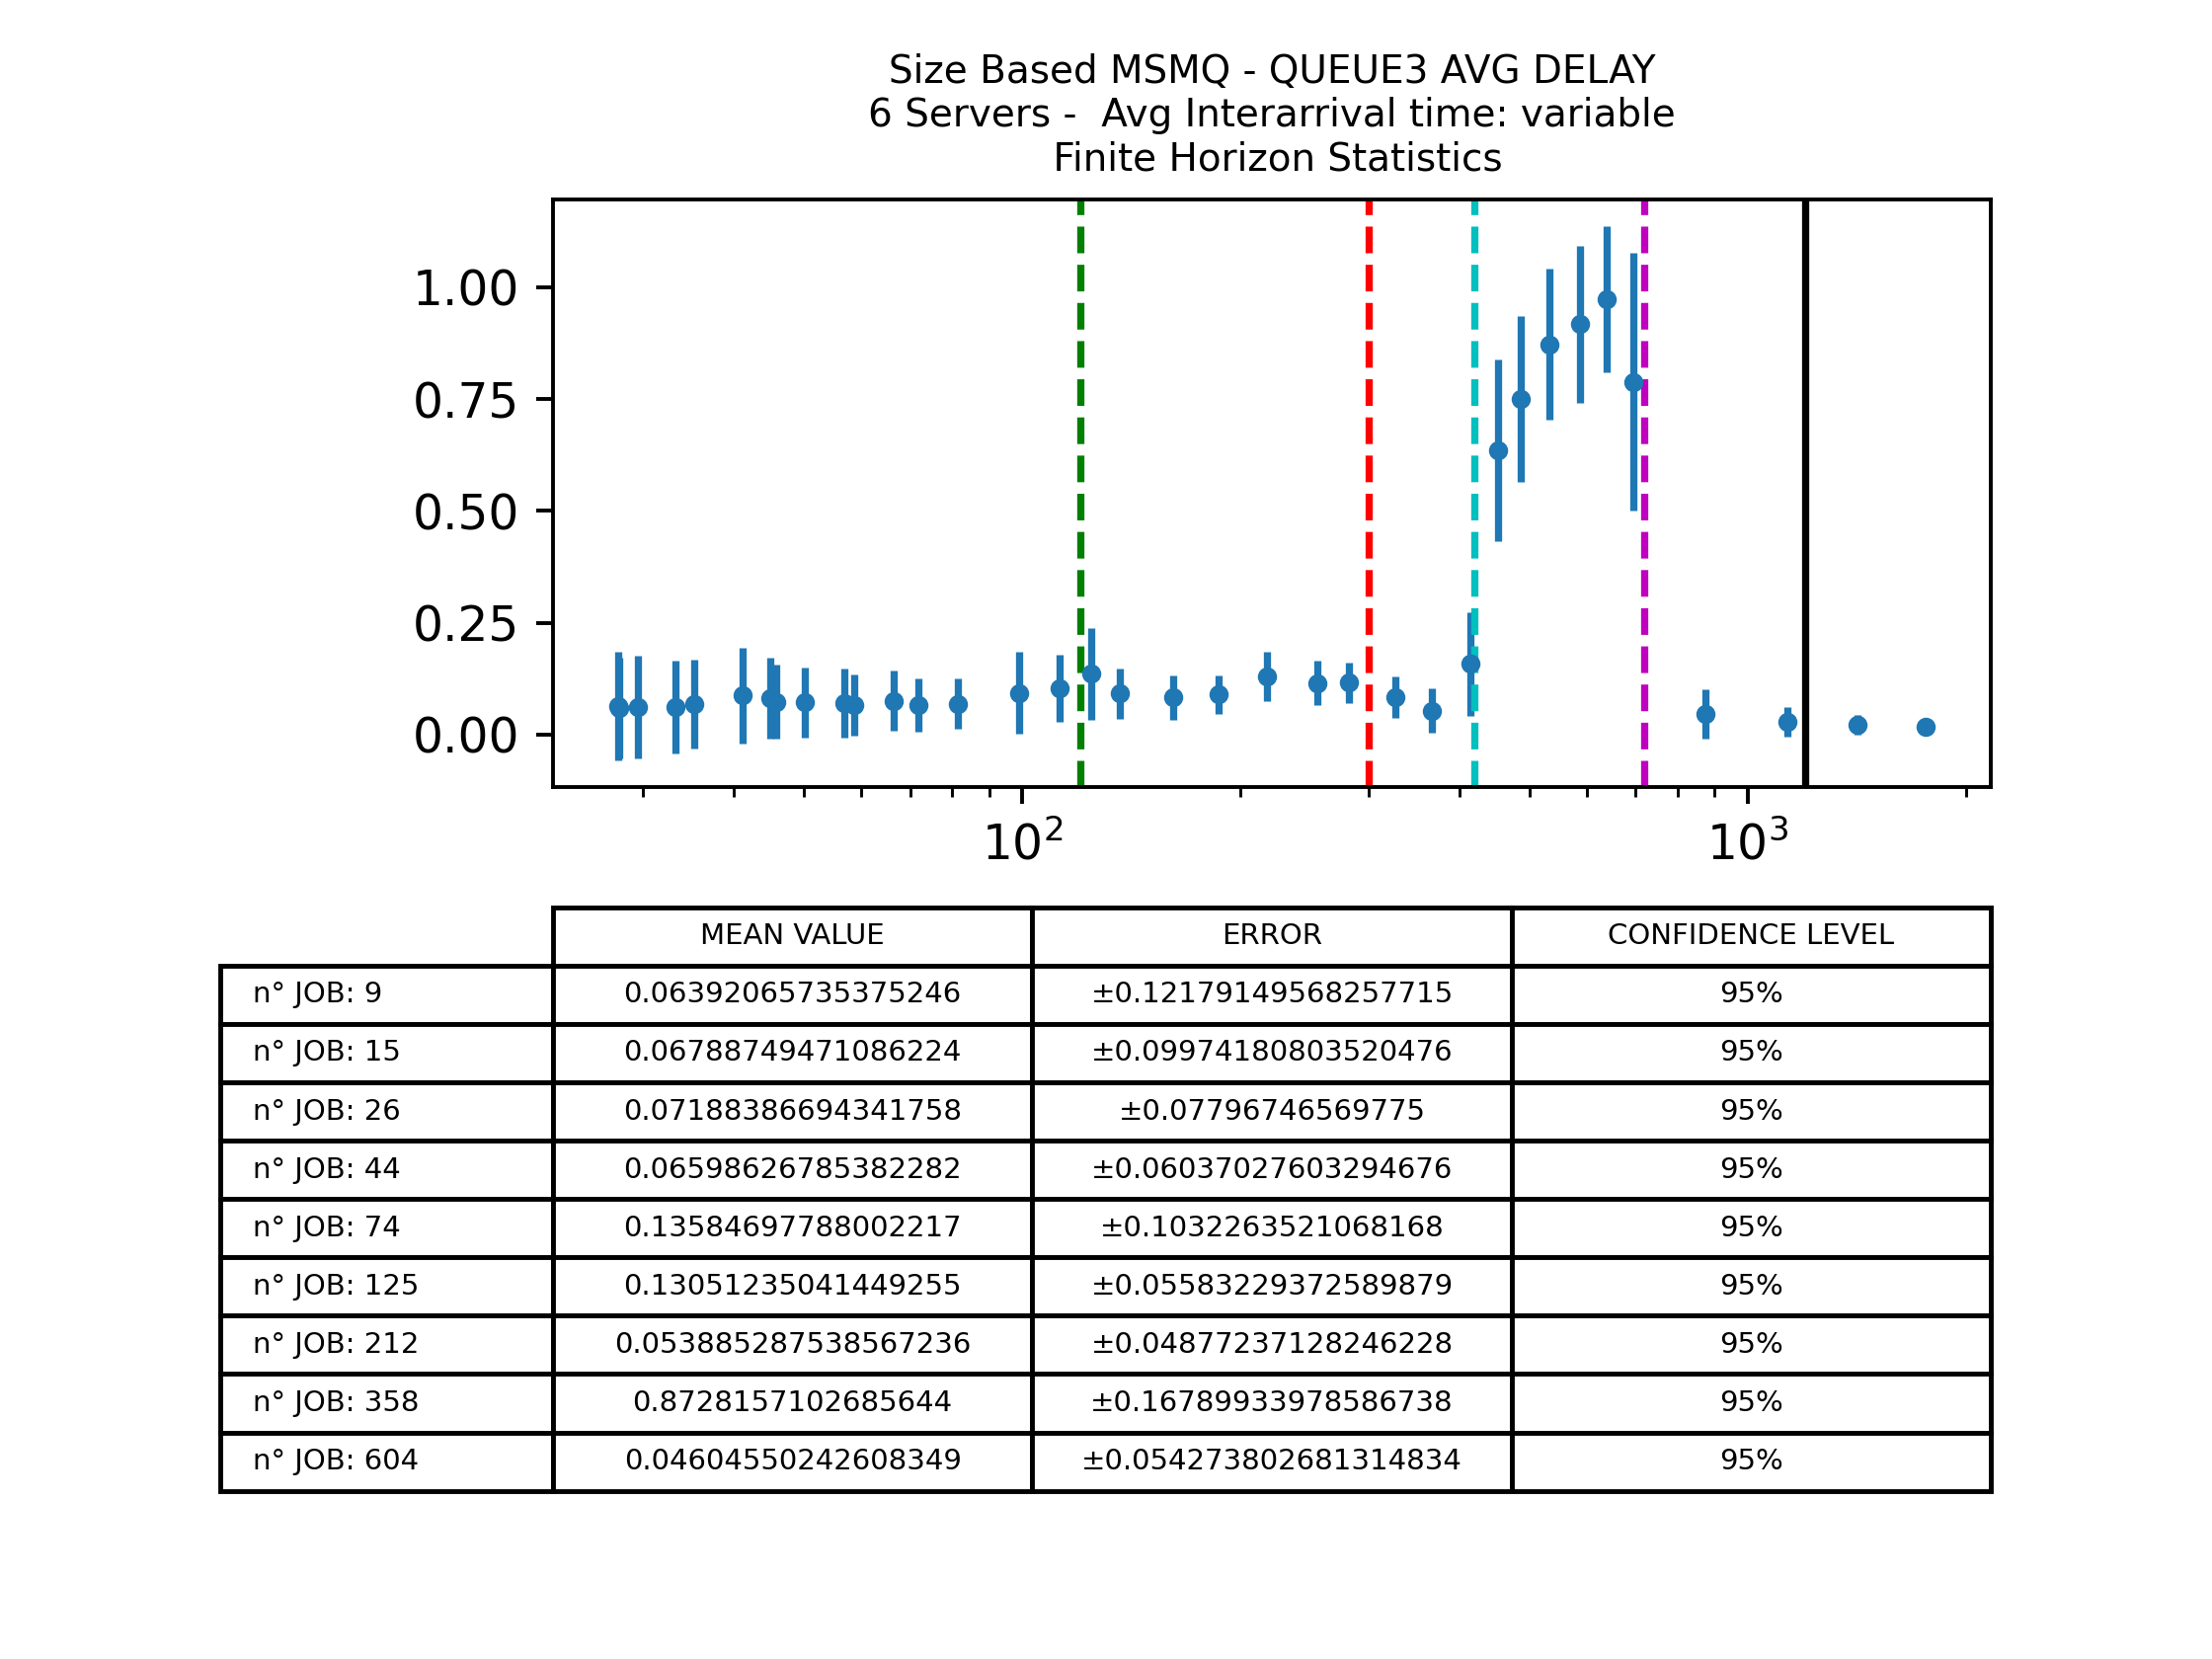 Size Based MSMQ - QUEUE3 AVG DELAY
6 Servers -  Avg Interarrival time: variable
Finite Horizon Statistics
1.00
0.75
0.50
0.25
0.00
10² 10³
MEAN VALUE ERROR CONFIDENCE LEVEL
n° JOB: 9 0.06392065735375246 ±0.12179149568257715 95%
n° JOB: 15 0.06788749471086224 ±0.09974180803520476 95%
n° JOB: 26 0.07188386694341758 ±0.07796746569775 95%
n° JOB: 44 0.06598626785382282 ±0.06037027603294676 95%
n° JOB: 74 0.13584697788002217 ±0.1032263521068168 95%
n° JOB: 125 0.13051235041449255 ±0.05583229372589879 95%
n° JOB: 212 0.053885287538567236 ±0.04877237128246228 95%
n° JOB: 358 0.8728157102685644 ±0.16789933978586738 95%
n° JOB: 604 0.04604550242608349 ±0.054273802681314834 95%